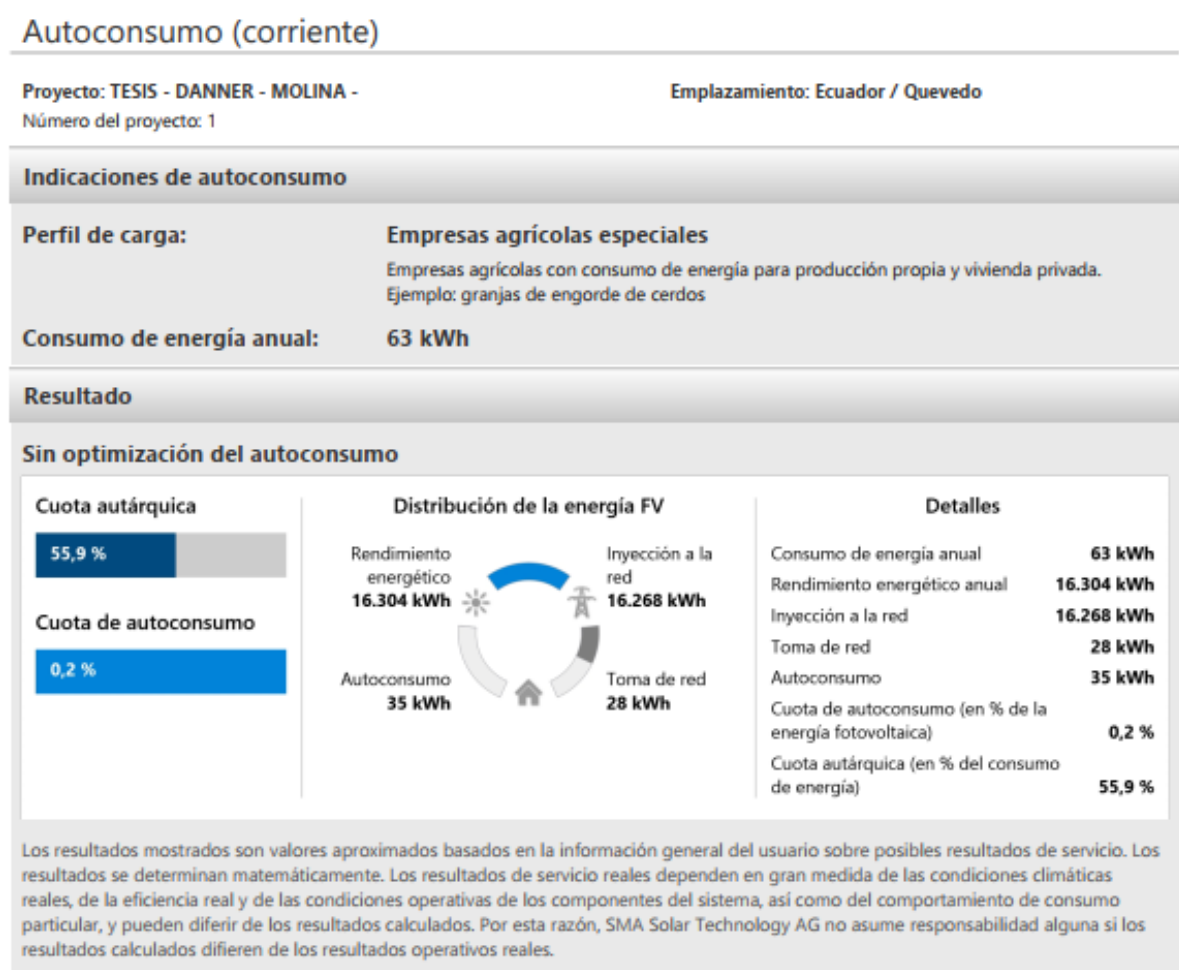 Autoconsumo (corriente)
Proyecto: TESIS - DANNER - MOLINA -
Emplazamiento: Ecuador / Quevedo
Número del proyecto: 1
Indicaciones de autoconsumo
Perfil de carga:
Empresas agrícolas especiales
Empresas agrícolas con consumo de energía para producción propia y vivienda privada.
Ejemplo: granjas de engorde de cerdos
Consumo de energía anual:
63 kWh
Resultado
Sin optimización del autoconsumo
Cuota autárquica
55,9 %
Cuota de autoconsumo
0,2 %
Distribución de la energía FV
Rendimiento
energético
16.304 kWh
Inyección a la
red
16.268 kWh
Autoconsumo
35 kWh
Toma de red
28 kWh
Detalles
Consumo de energía anual 63 kWh
Rendimiento energético anual 16.304 kWh
Inyección a la red 16.268 kWh
Toma de red 28 kWh
Autoconsumo 35 kWh
Cuota de autoconsumo (en % de la
energía fotovoltaica) 0,2 %
Cuota autárquica (en % del consumo
de energía) 55,9 %
Los resultados mostrados son valores aproximados basados en la información general del usuario sobre posibles resultados de servicio. Los
resultados se determinan matemáticamente. Los resultados de servicio reales dependen en gran medida de las condiciones climáticas
reales, de la eficiencia real y de las condiciones operativas de los componentes del sistema, así como del comportamiento de consumo
particular, y pueden diferir de los resultados calculados. Por esta razón, SMA Solar Technology AG no asume responsabilidad alguna si los
resultados calculados difieren de los resultados operativos reales.